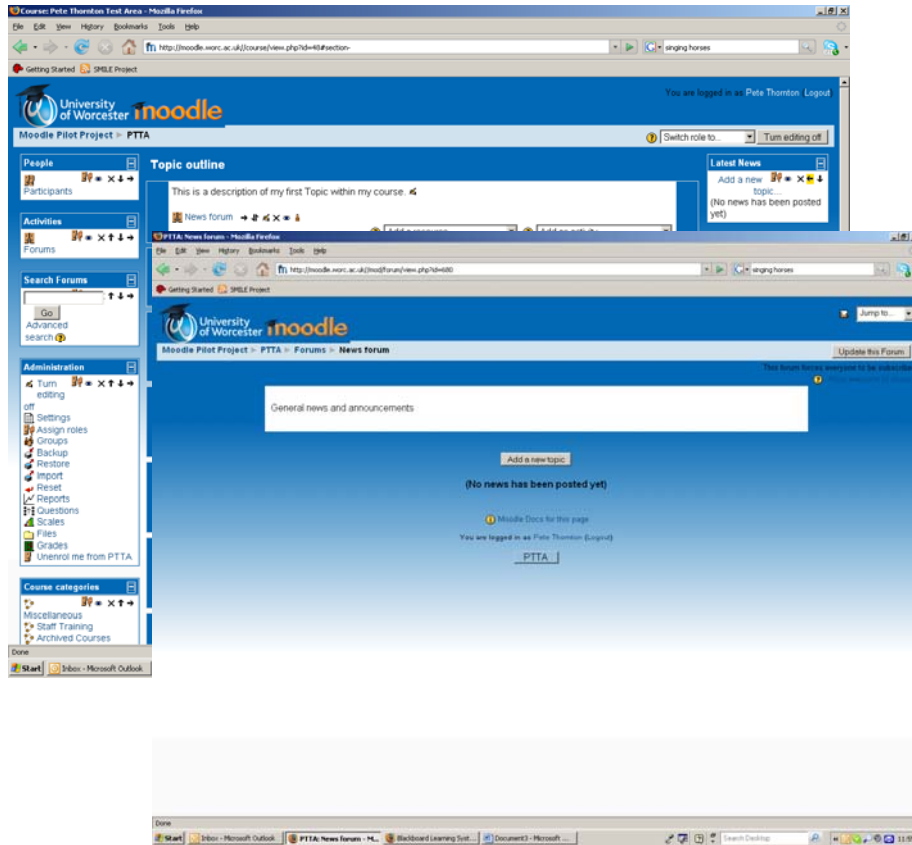 Course: Pete Thornton Test Area - Mozilla Firefox
File Edit View History Bookmarks Tools Help
http://moodle.worc.ac.uk//course/view.php?id=48#section-
singing horses
Getting Started SMILE Project
University of Worcester moodle
You are logged in as Pete Thornton (Logout)
Moodle Pilot Project ► PTTA
Switch role to...
Turn editing off
People
Participants
Activities
Forums
Search Forums
Go
Advanced
search
Administration
Turn
editing
off
Settings
Assign roles
Groups
Backup
Restore
Import
Reset
Reports
Questions
Scales
Files
Grades
Unenrol me from PTTA
Course categories
Miscellaneous
Staff Training
Archived Courses
Done
Start Inbox - Microsoft Outlook
Topic outline
This is a description of my first Topic within my course.
News forum
Add a resource...
Add an activity...
Latest News
Add a new
topic...
(No news has been posted
yet)
PTTA: News forum - Mozilla Firefox
File Edit View History Bookmarks Tools Help
http://moodle.worc.ac.uk//mod/forum/view.php?id=680
singing horses
Getting Started SMILE Project
University of Worcester moodle
Jump to...
Moodle Pilot Project ► PTTA ► Forums ► News forum
Update this Forum
This forum forces everyone to be subscribe
General news and announcements
Add a new topic
(No news has been posted yet)
Moodle Docs for this page
You are logged in as Pete Thornton (Logout)
PTTA
Done
Start Inbox - Microsoft Outlook PTTA: News forum - M... Blackboard Learning Syst... Document3 - Microsoft ... Search Desktop